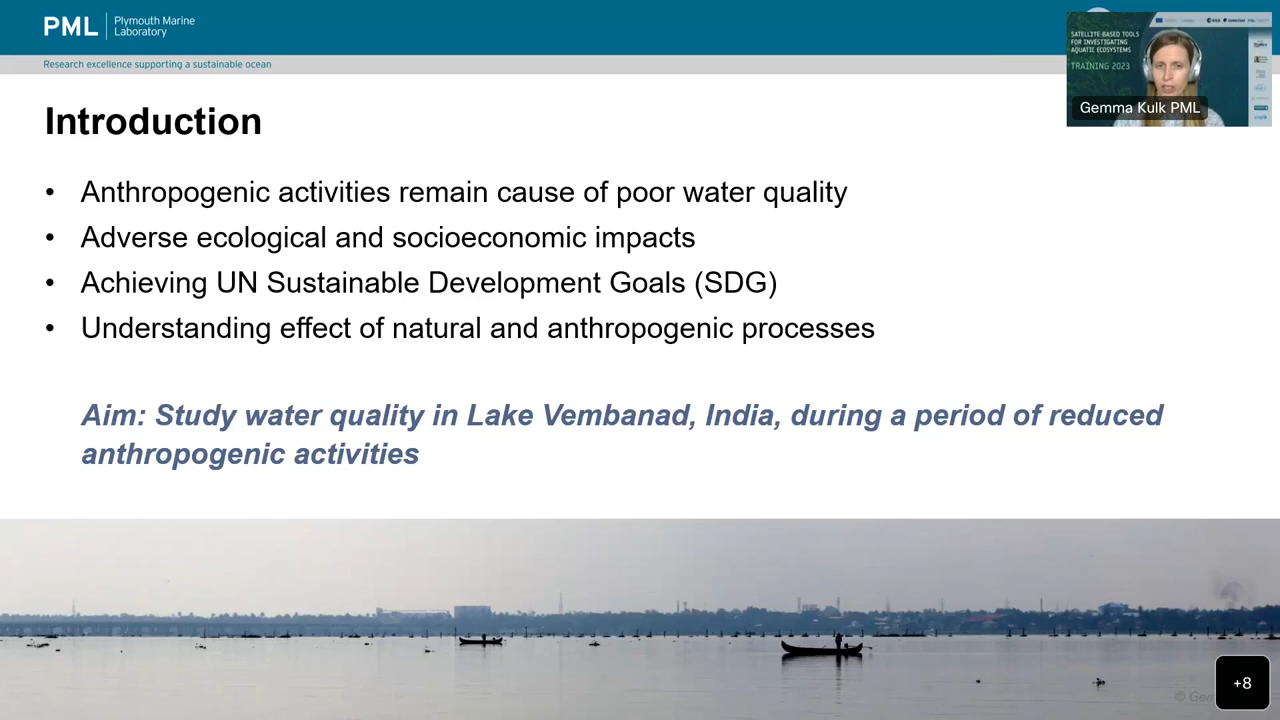 PML
Plymouth Marine
Laboratory
Research excellence supporting a sustainable ocean
SATELLITE-BASED TOOLS
FOR INVESTIGATING
AQUATIC ECOSYSTEMS
TRAINING 2023
Gemma Kulk PML
Introduction
• Anthropogenic activities remain cause of poor water quality
• Adverse ecological and socioeconomic impacts
• Achieving UN Sustainable Development Goals (SDG)
• Understanding effect of natural and anthropogenic processes
Aim: Study water quality in Lake Vembanad, India, during a period of reduced
anthropogenic activities
+8